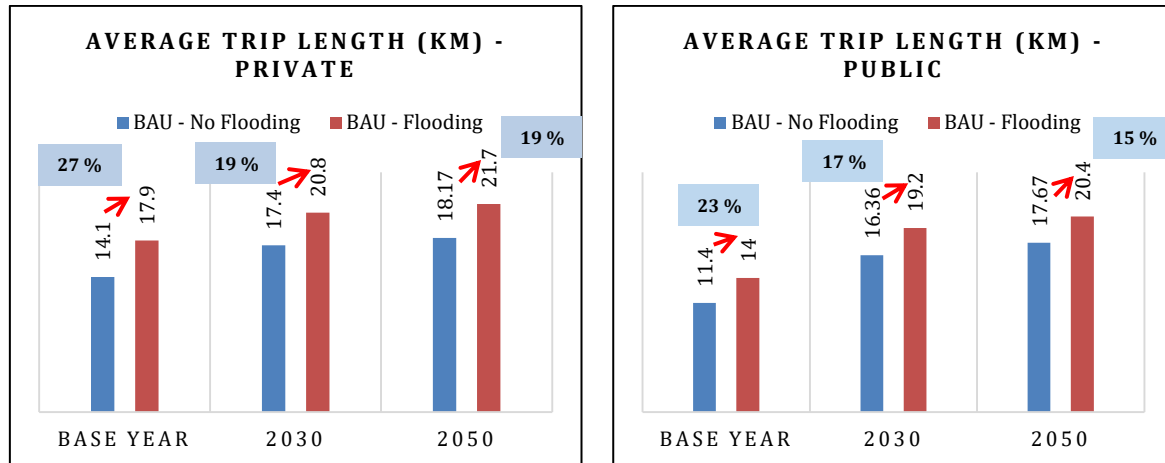 AVERAGE TRIP LENGTH (KM) -
PRIVATE
BAU - No Flooding
BAU - Flooding
27 %
19 %
19 %
14.1
17.9
17.4
20.8
18.17
21.7
BASE YEAR
2030
2050
AVERAGE TRIP LENGTH (KM) -
PUBLIC
BAU - No Flooding
BAU - Flooding
23 %
17 %
15 %
11.4
14
16.36
19.2
17.67
20.4
BASE YEAR
2030
2050